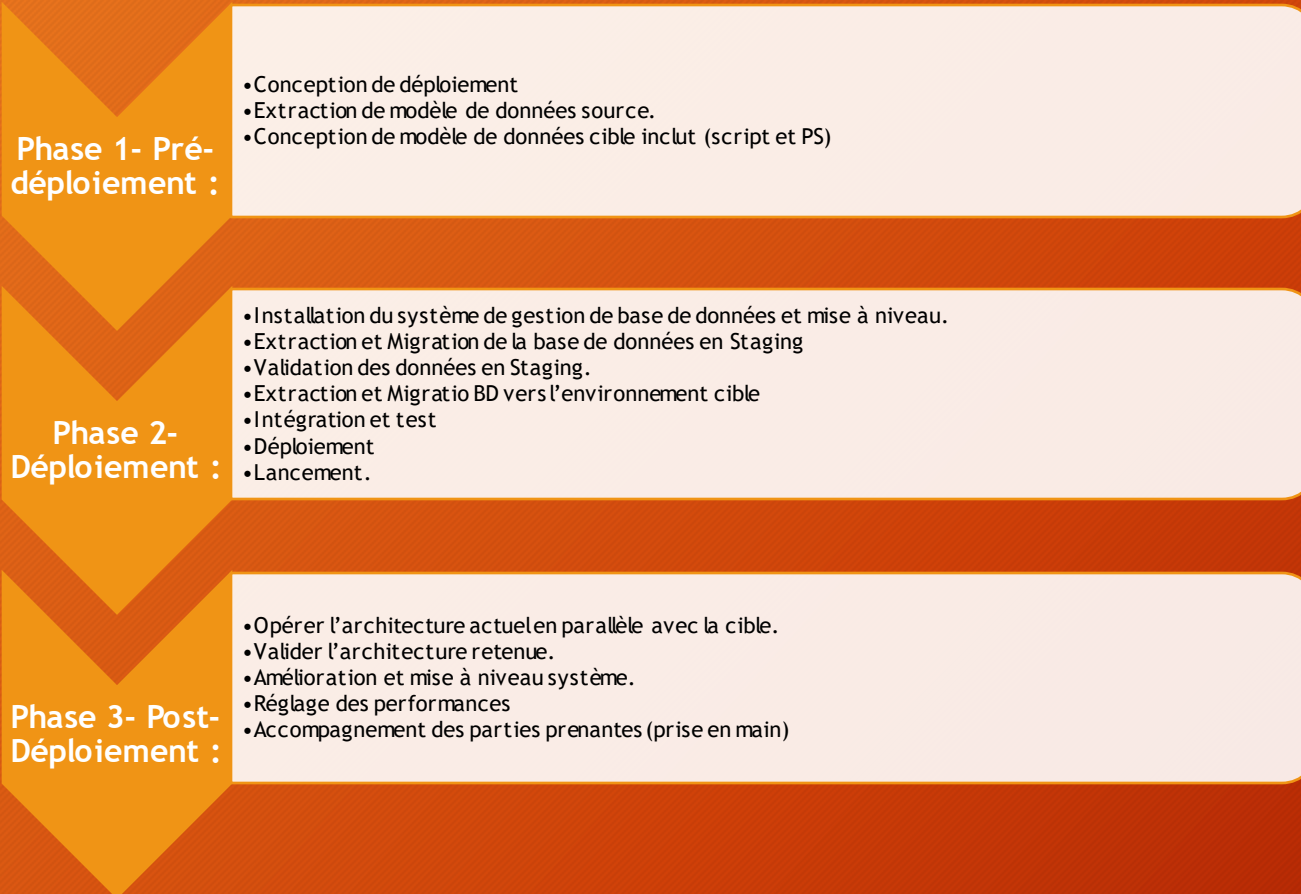 Phase 1- Pré-
déploiement :
•Conception de déploiement
•Extraction de modèle de données source.
•Conception de modèle de données cible inclut (script et PS)
Phase 2-
Déploiement :
•Installation du système de gestion de base de données et mise à niveau.
•Extraction et Migration de la base de données en Staging
•Validation des données en Staging.
•Extraction et Migratio BD vers l’environnement cible
•Intégration et test
•Déploiement
•Lancement.
Phase 3- Post-
Déploiement :
•Opérer l’architecture actuel en parallèle avec la cible.
•Valider l’architecture retenue.
•Amélioration et mise à niveau système.
•Réglage des performances
•Accompagnement des parties prenantes (prise en main)